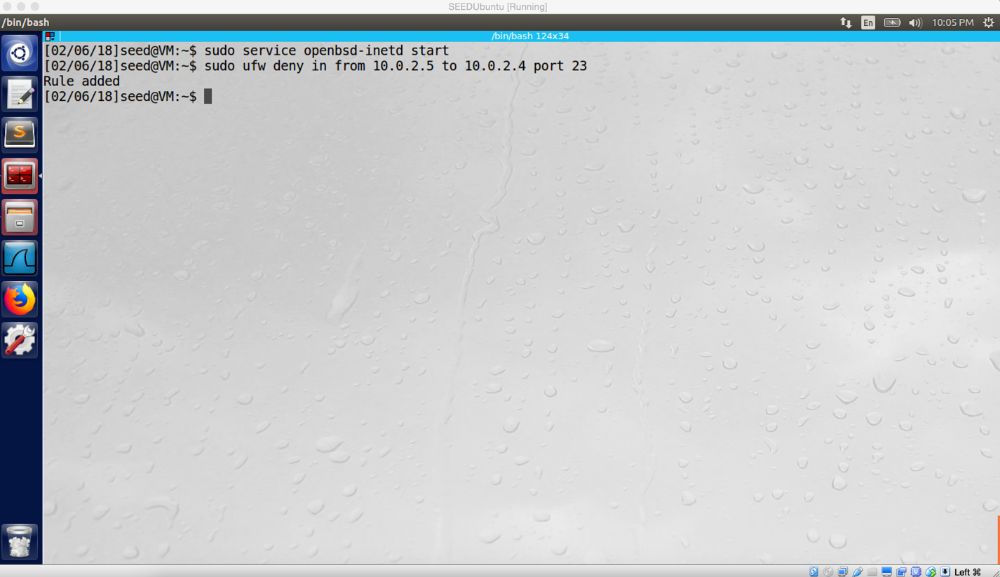 SEEDUbuntu [Running]
/bin/bash
En
10:05 PM
/bin/bash 124x34
[02/06/18]seed@VM:~$ sudo service openbsd-inetd start
[02/06/18]seed@VM:~$ sudo ufw deny in from 10.0.2.5 to 10.0.2.4 port 23
Rule added
[02/06/18]seed@VM:~$
S
Left ⌘